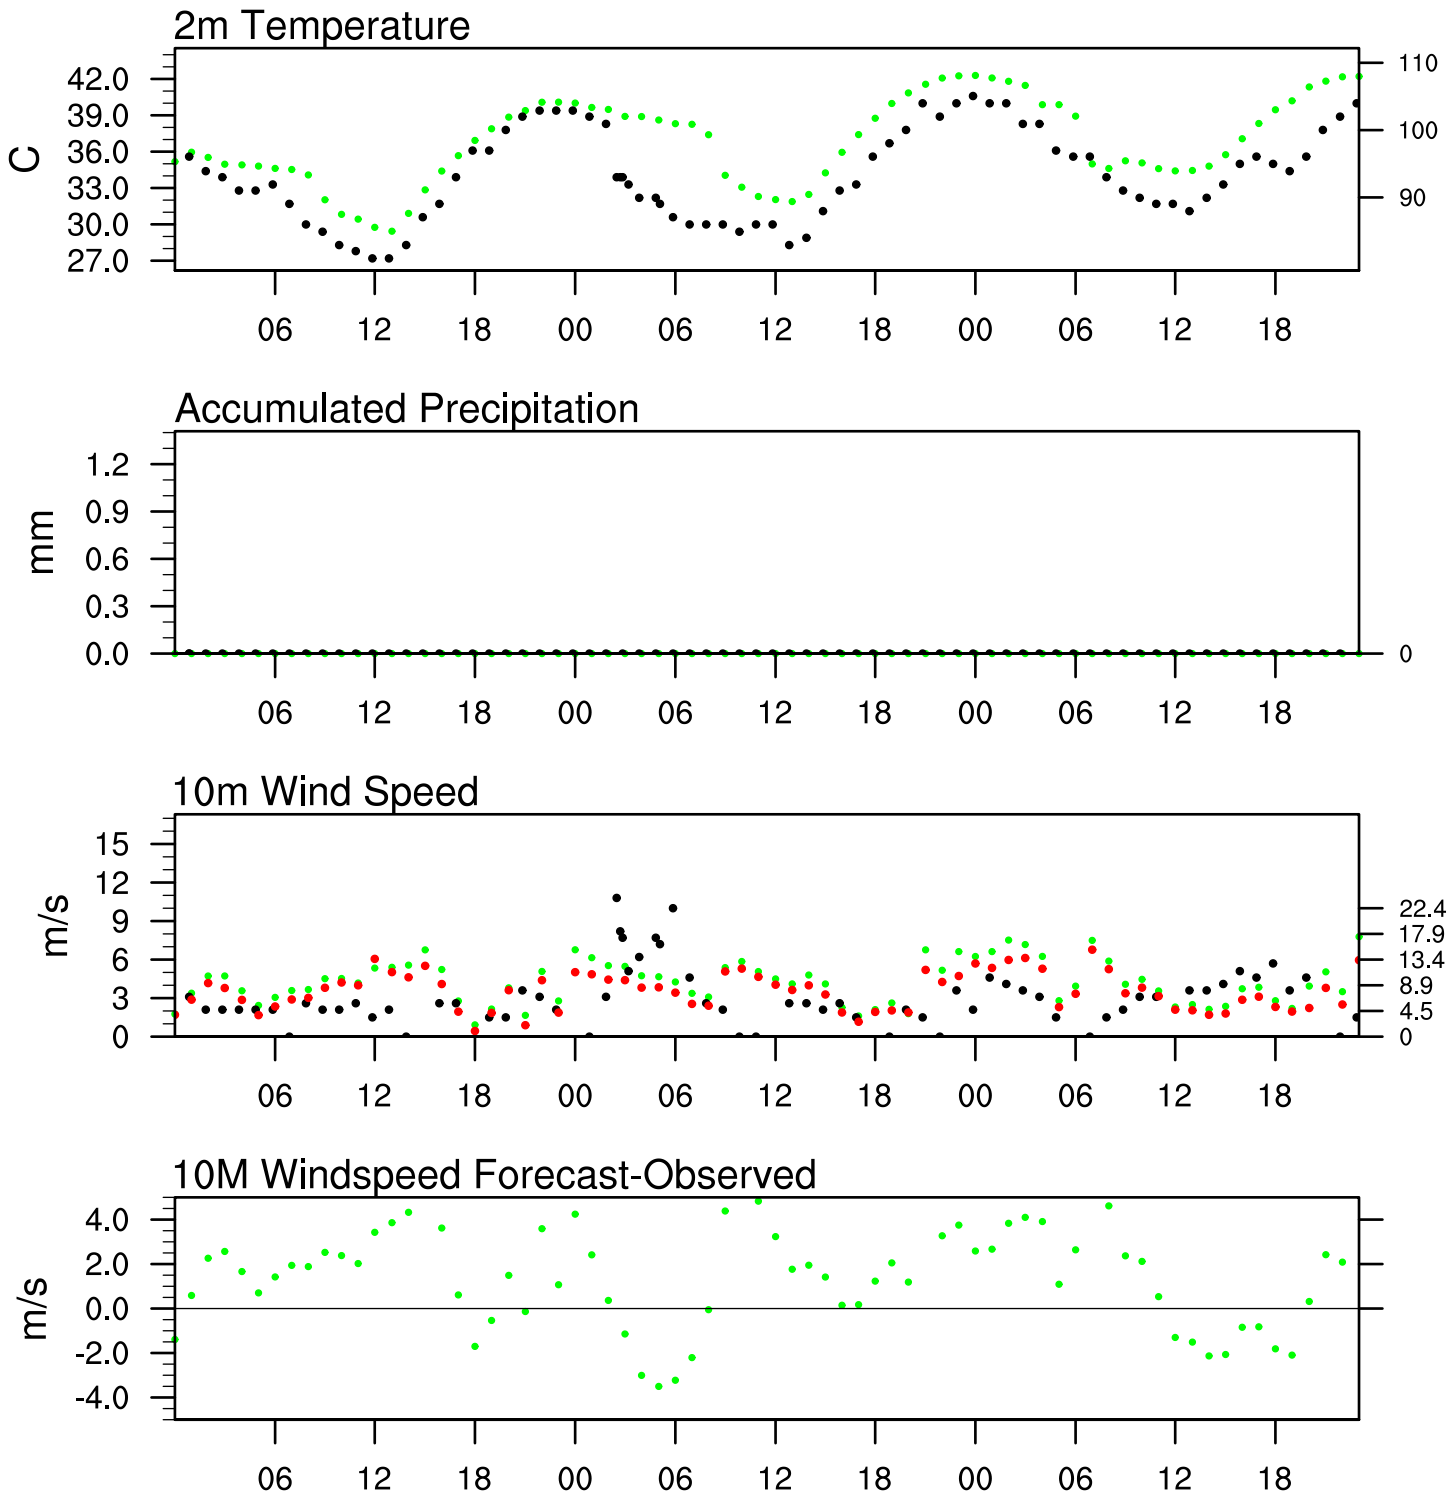 2m Temperature
42.0
39.0
36.0
33.0
30.0
27.0
C
110
100
90
06 12 18 00 06 12 18 00 06 12 18
Accumulated Precipitation
1.2
0.9
0.6
0.3
0.0
mm
0
06 12 18 00 06 12 18 00 06 12 18
10m Wind Speed
15
12
9
6
3
0
m/s
22.4
17.9
13.4
8.9
4.5
0
06 12 18 00 06 12 18 00 06 12 18
10M Windspeed Forecast-Observed
4.0
2.0
0.0
-2.0
-4.0
m/s
06 12 18 00 06 12 18 00 06 12 18